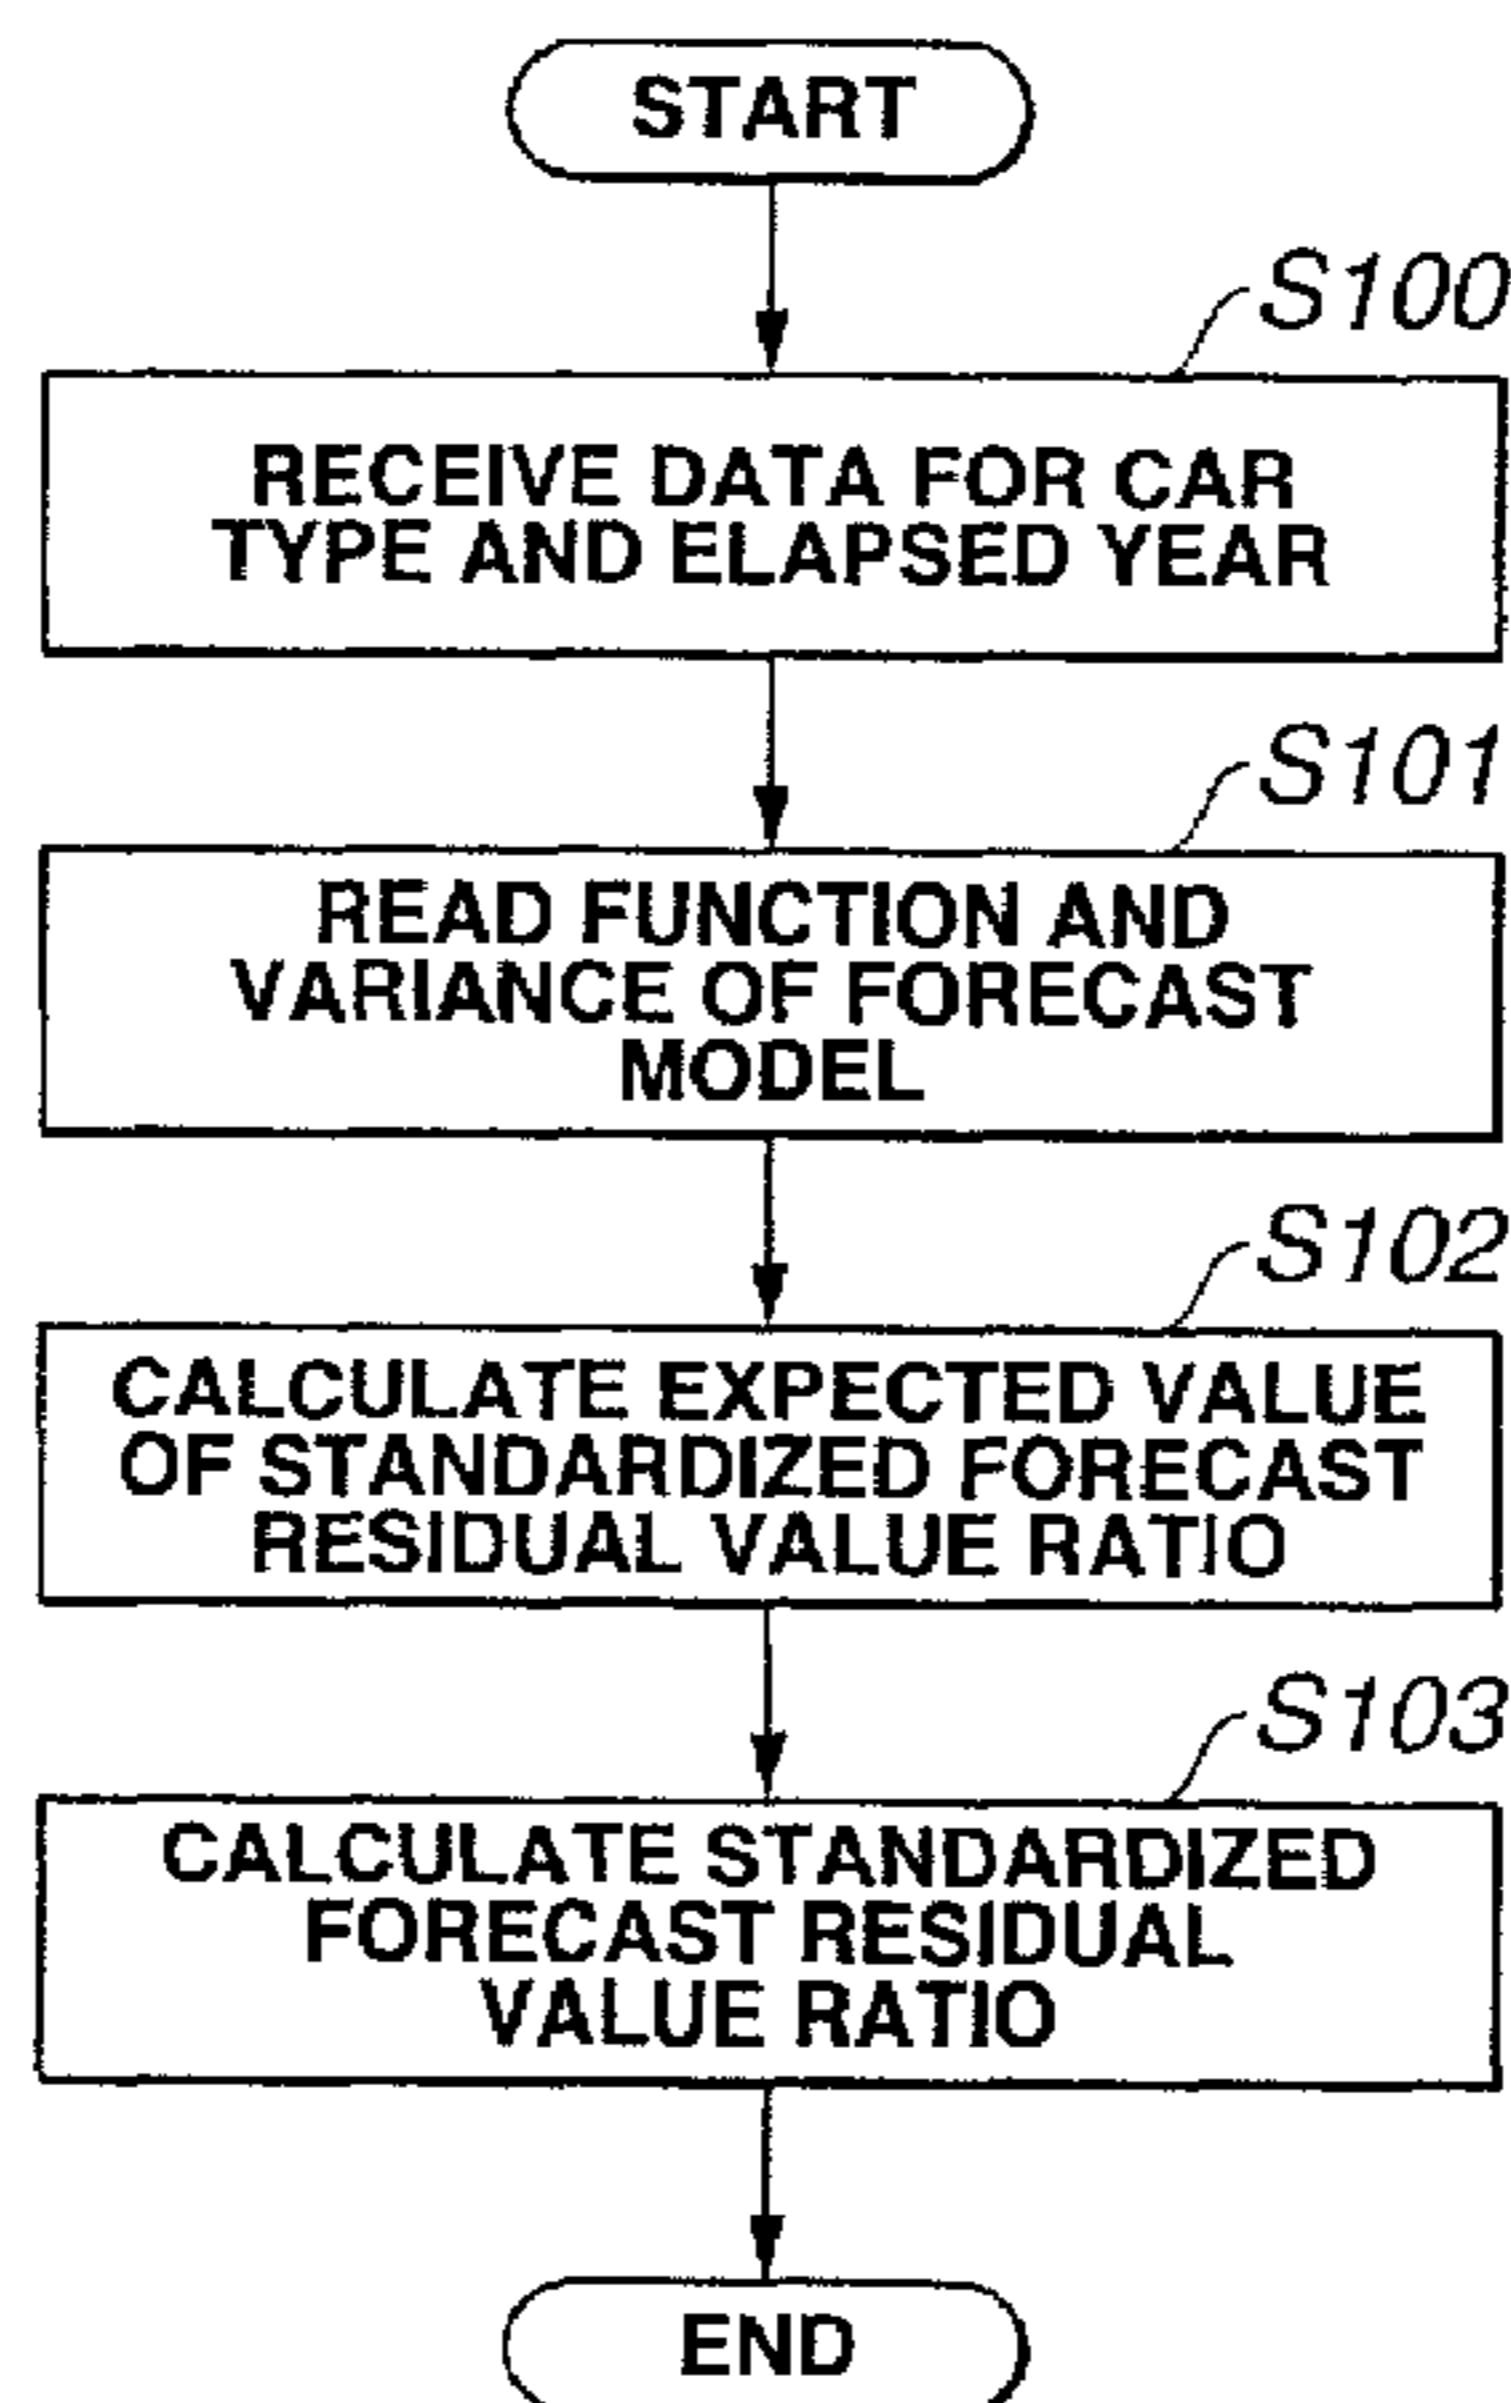 START
S100
RECEIVE DATA FOR CAR
TYPE AND ELAPSED YEAR
S101
READ FUNCTION AND
VARIANCE OF FORECAST
MODEL
S102
CALCULATE EXPECTED VALUE
OF STANDARDIZED FORECAST
RESIDUAL VALUE RATIO
S103
CALCULATE STANDARDIZED
FORECAST RESIDUAL
VALUE RATIO
END